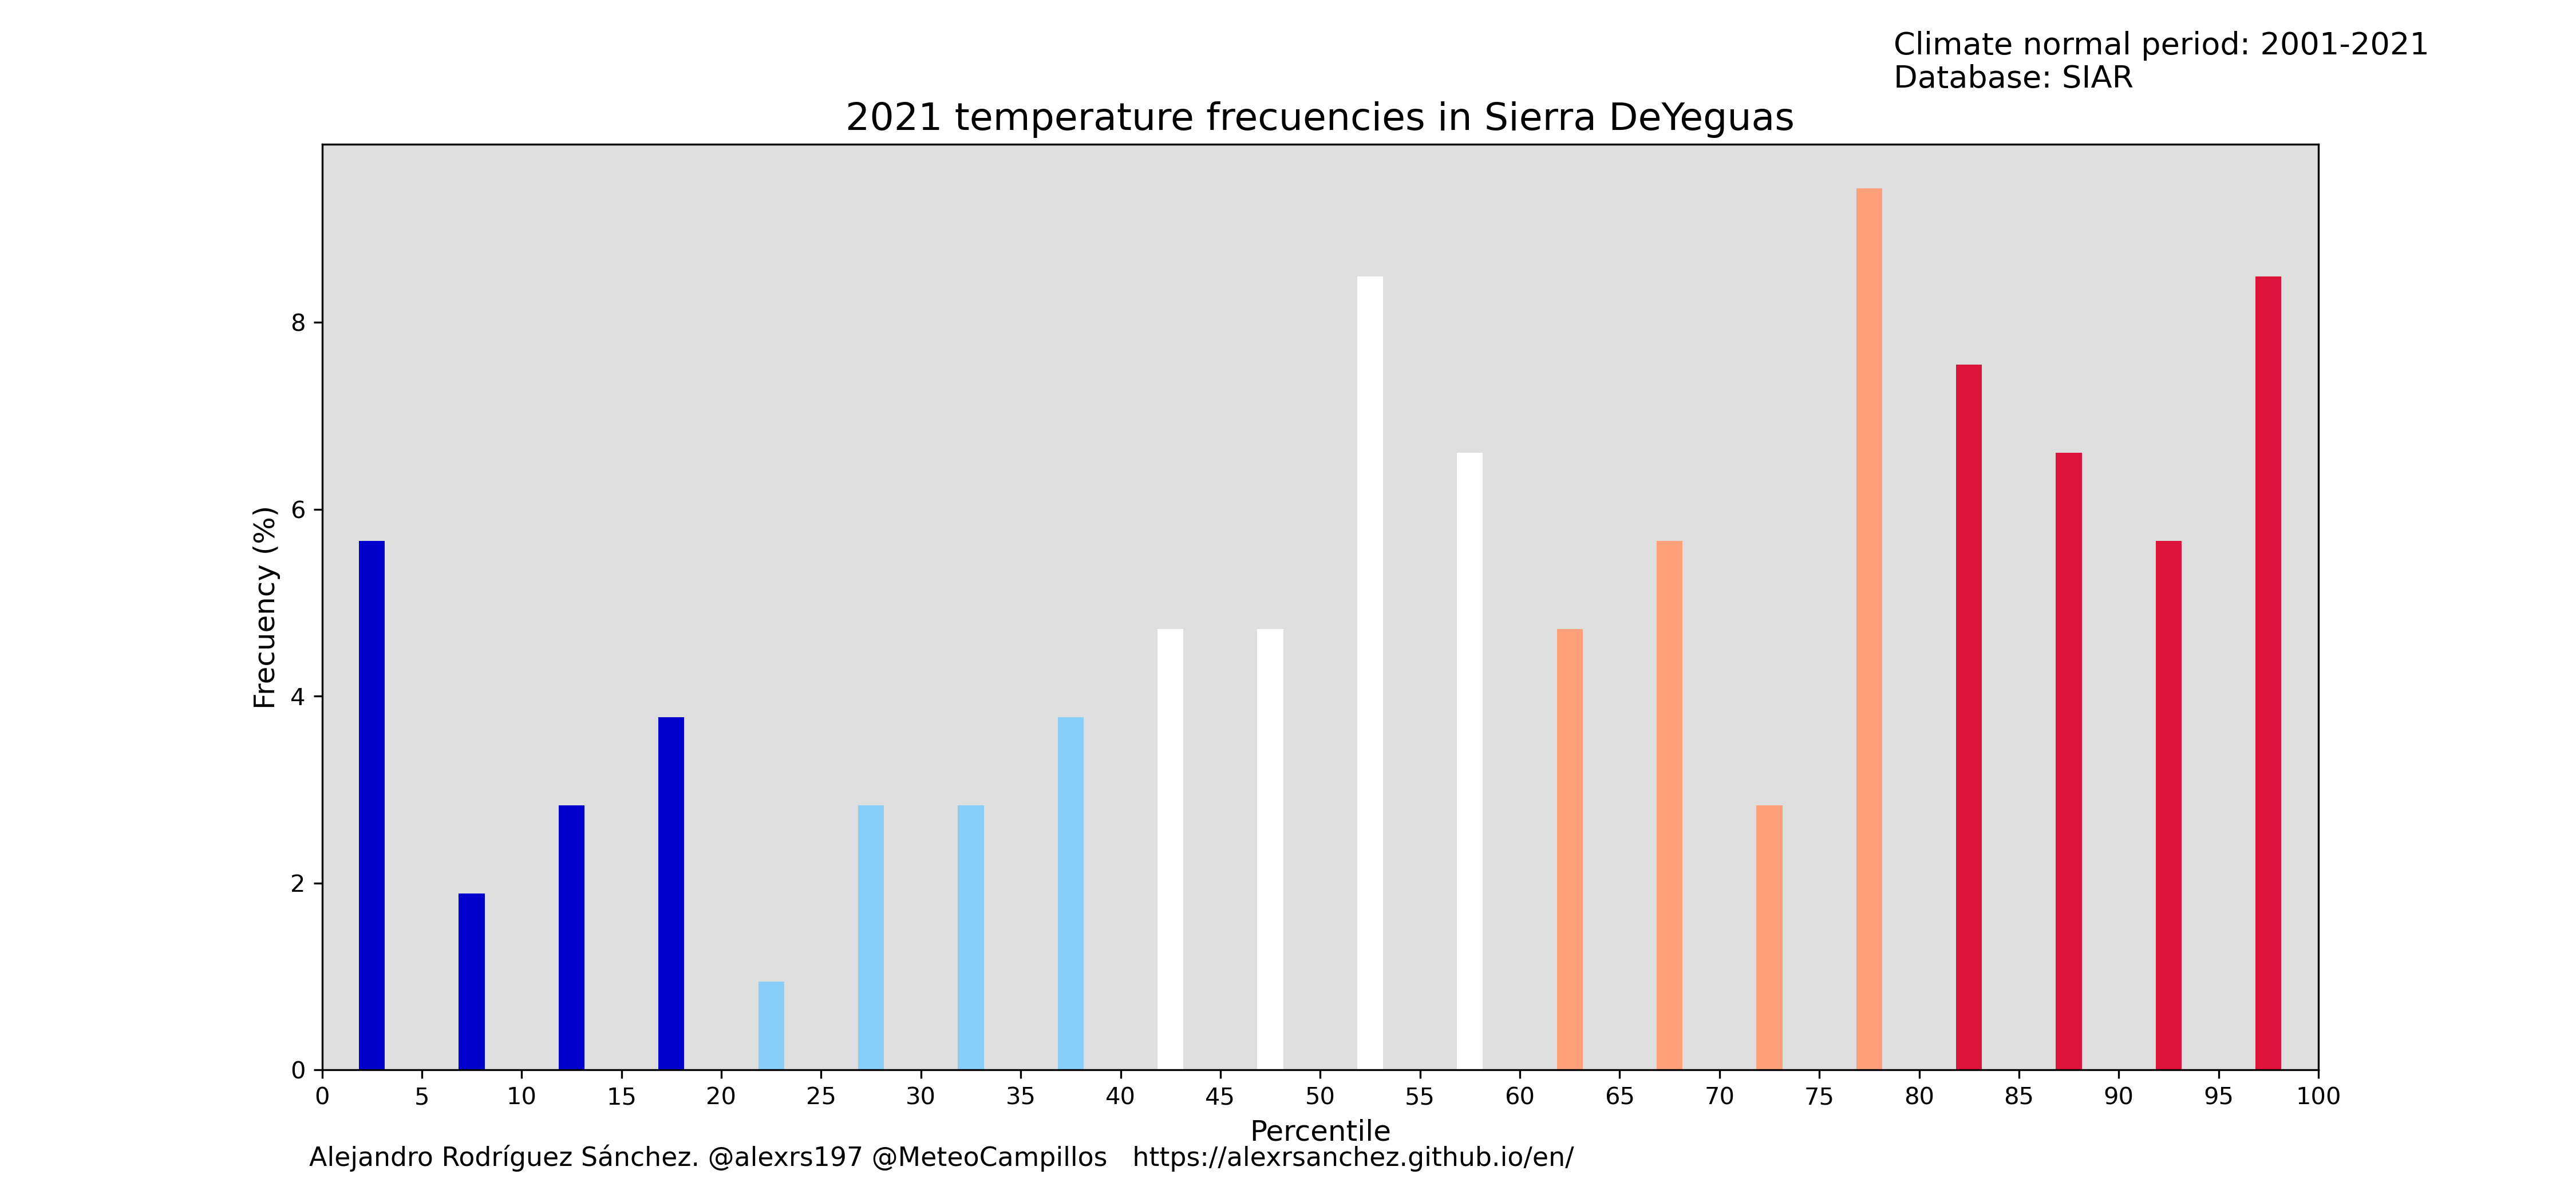 Climate normal period: 2001-2021
Database: SIAR
2021 temperature frecuencies in Sierra DeYeguas
Frecuency (%)
8
6
4
2
0
0 5 10 15 20 25 30 35 40 45 50 55 60 65 70 75 80 85 90 95 100
Percentile
Alejandro Rodríguez Sánchez. @alexrs197 @MeteoCampillos https://alexrsanchez.github.io/en/